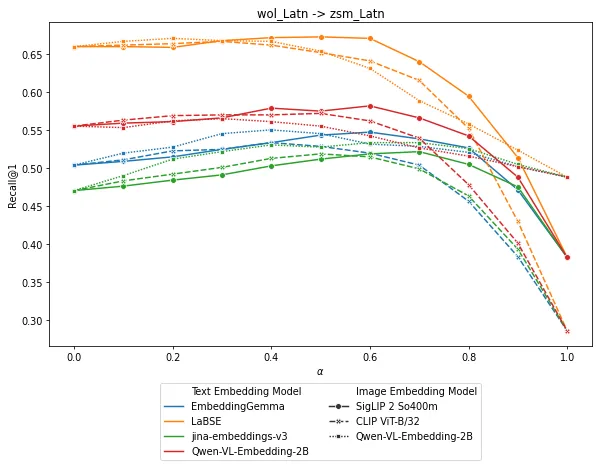 wol_Latn -> zsm_Latn
Recall@1
0.65
0.60
0.55
0.50
0.45
0.40
0.35
0.30
0.0 0.2 0.4 0.6 0.8 1.0
α
Text Embedding Model
EmbeddingGemma
LaBSE
jina-embeddings-v3
Qwen-VL-Embedding-2B
Image Embedding Model
SigLIP 2 So400m
CLIP ViT-B/32
Qwen-VL-Embedding-2B